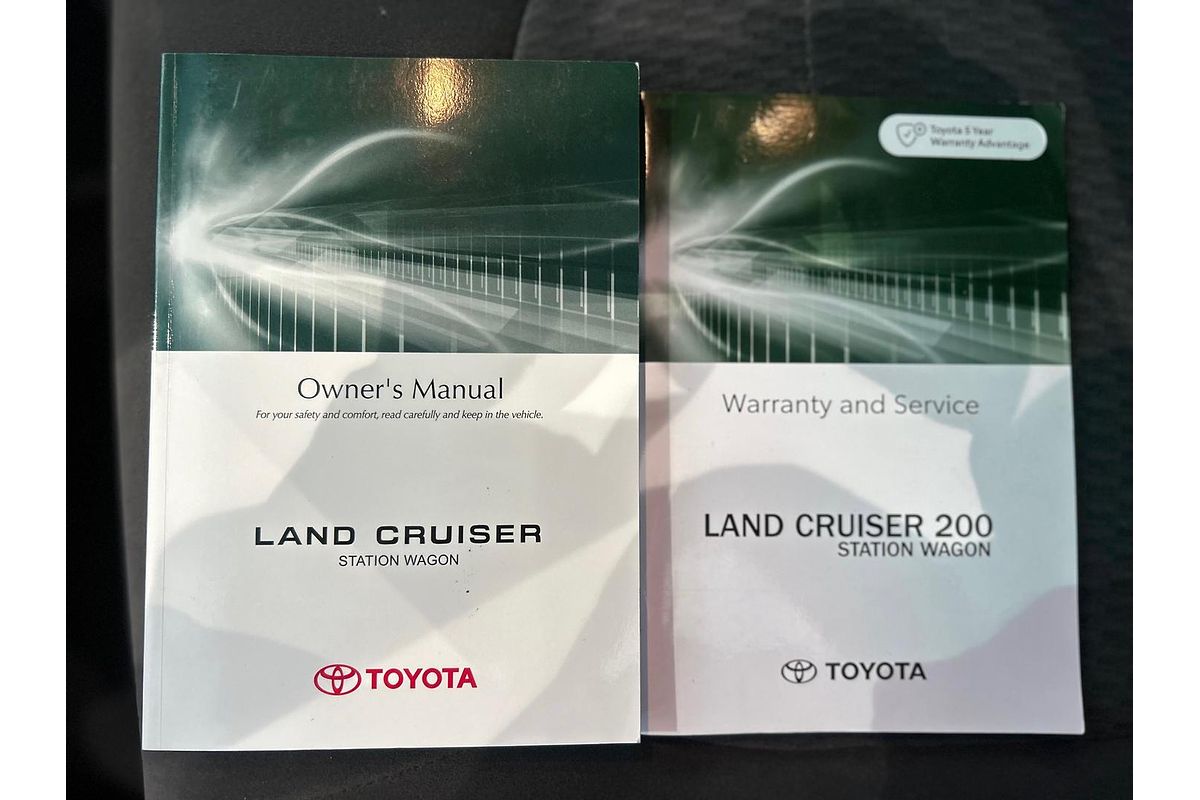 Owner's Manual
For your safety and comfort, read carefully and keep in the vehicle.
LAND CRUISER
STATION WAGON
TOYOTA
Toyota 5 Year
Warranty Advantage
Warranty and Service
LAND CRUISER 200
STATION WAGON
TOYOTA